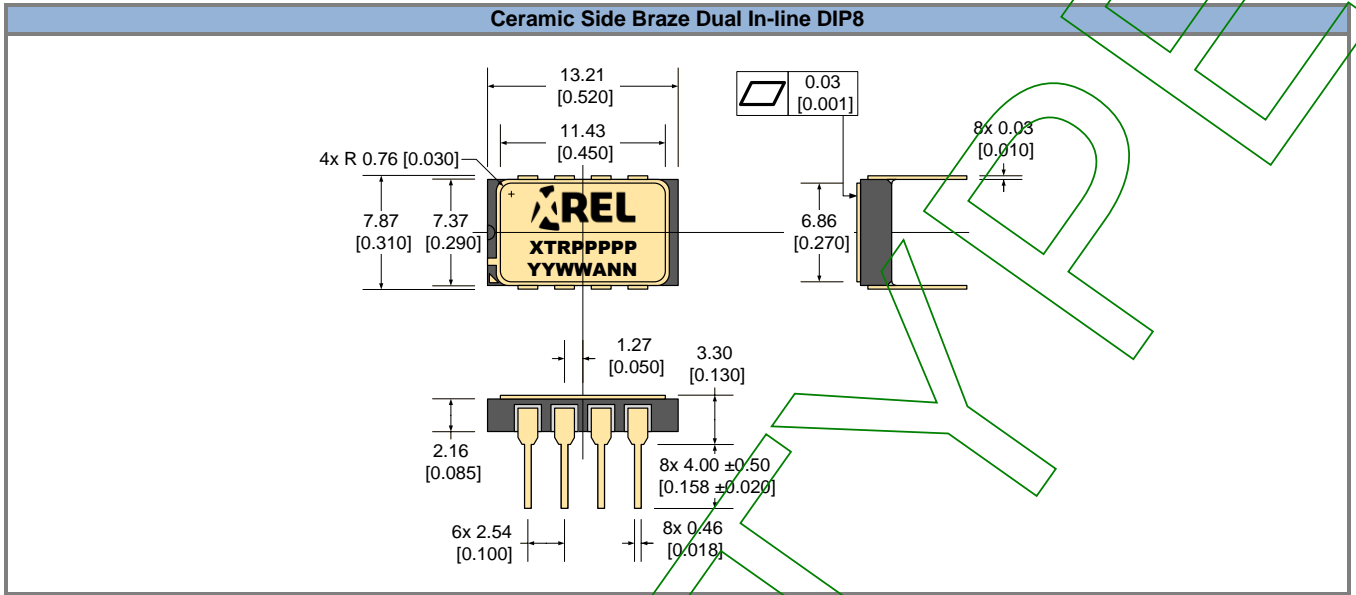 Ceramic Side Braze Dual In-line DIP8
13.21
[0.520]
0.03
[0.001]
11.43
[0.450]
8x 0.03
[0.010]
4x R 0.76 [0.030]
7.87
[0.310]
7.37
[0.290]
XREL
XTRPPPPP
YYWWANN
6.86
[0.270]
1.27
[0.050]
3.30
[0.130]
2.16
[0.085]
8x 4.00 ±0.50
[0.158 ±0.020]
6x 2.54
[0.100]
8x 0.46
[0.018]